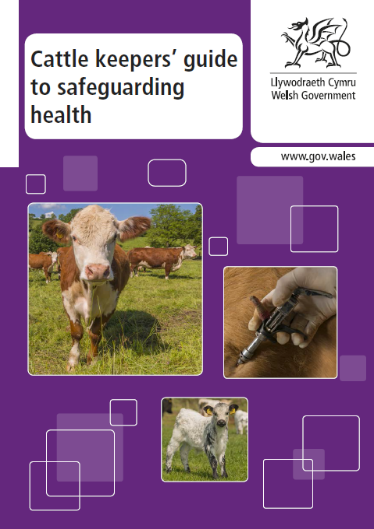 Cattle keepers’ guide
to safeguarding
health
Llywodraeth Cymru
Welsh Government
www.gov.wales